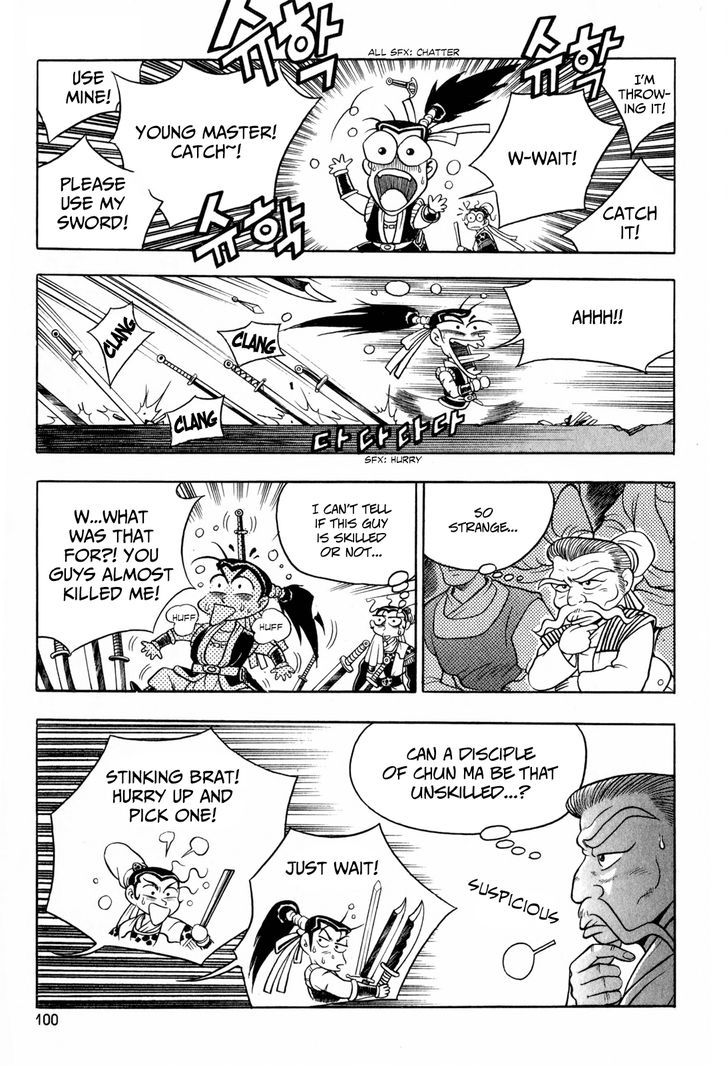 슈학
ALL SFX: CHATTER
슈학
USE
MINE!
YOUNG MASTER!
CATCH~!
W-WAIT!
I'M
THROW-
ING IT!
PLEASE
USE MY
SWORD!
CATCH
IT!
슈학
CLANG
CLANG
CLANG
AHHH!!
다다다다
SFX: HURRY
W...WHAT
WAS THAT
FOR?! YOU
GUYS ALMOST
KILLED ME!
HUFF
HUFF
I CAN'T TELL
IF THIS GUY
IS SKILLED
OR NOT...
SO
STRANGE...
STINKING BRAT!
HURRY UP AND
PICK ONE!
JUST WAIT!
CAN A DISCIPLE
OF CHUN MA BE THAT
UNSKILLED...?
SUSPICIOUS
100